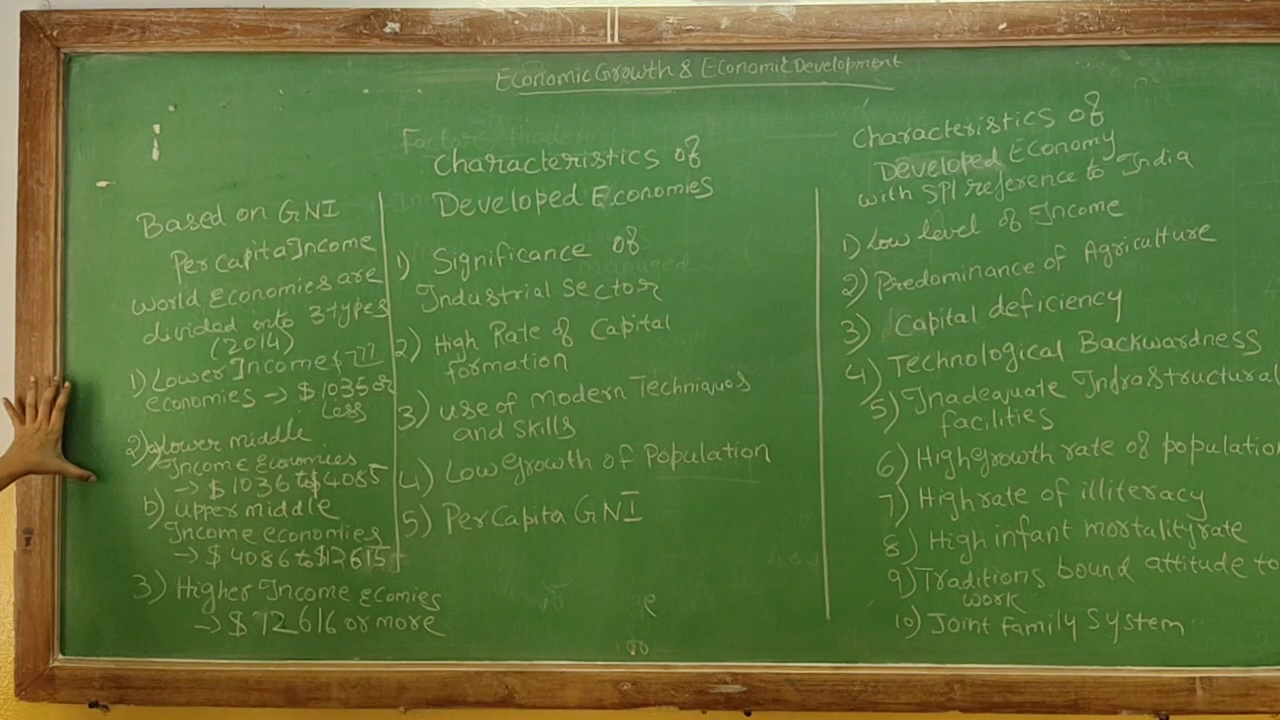 Economic Growth & Economic Development
Based on GNI
Per Capita Income
world Economies are
divided into 3 types
(2014)
1) Lower Income
economies → $ 1035 or
Less
2) a) Lower middle
Income Economies
→ $ 1036 to $ 4085
b) upper middle
Income economies
→ $ 4086 to $12615
3) Higher Income Ecomies
→ $ 12616 or more
Characteristics of
Developed Economies
1) Significance of
Industrial Sector
2) High Rate of Capital
formation
3) use of modern Techniques
and Skills
4) Low Growth of Population
5) Per Capita GNI
Characteristics of
Developed Economy
with SPl reference to India
1) Low level of Income
2) Predominance of Agriculture
3) Capital deficiency
4) Technological Backwardness
5) Inadequate Infrastructural
facilities
6) High growth rate of population
7) High rate of illiteracy
8) High infant mortality rate
9) Traditions bound attitude to
work
10) Joint family System